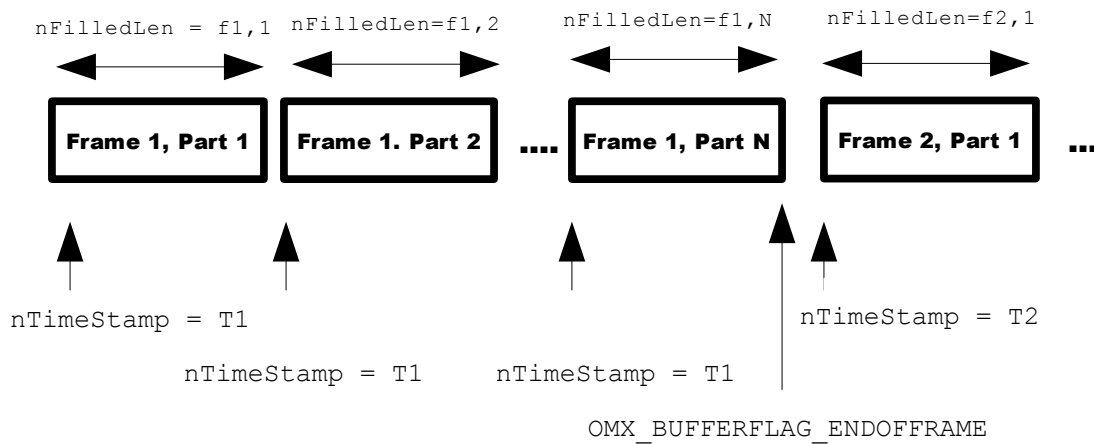 nFilledLen = f1,1 nFilledLen=f1,2 nFilledLen=f1,N nFilledLen=f2,1
Frame 1, Part 1 Frame 1. Part 2 .... Frame 1, Part N Frame 2, Part 1 ...
nTimeStamp = T1 nTimeStamp = T2
nTimeStamp = T1 nTimeStamp = T1
OMX_BUFFERFLAG_ENDOFFRAME